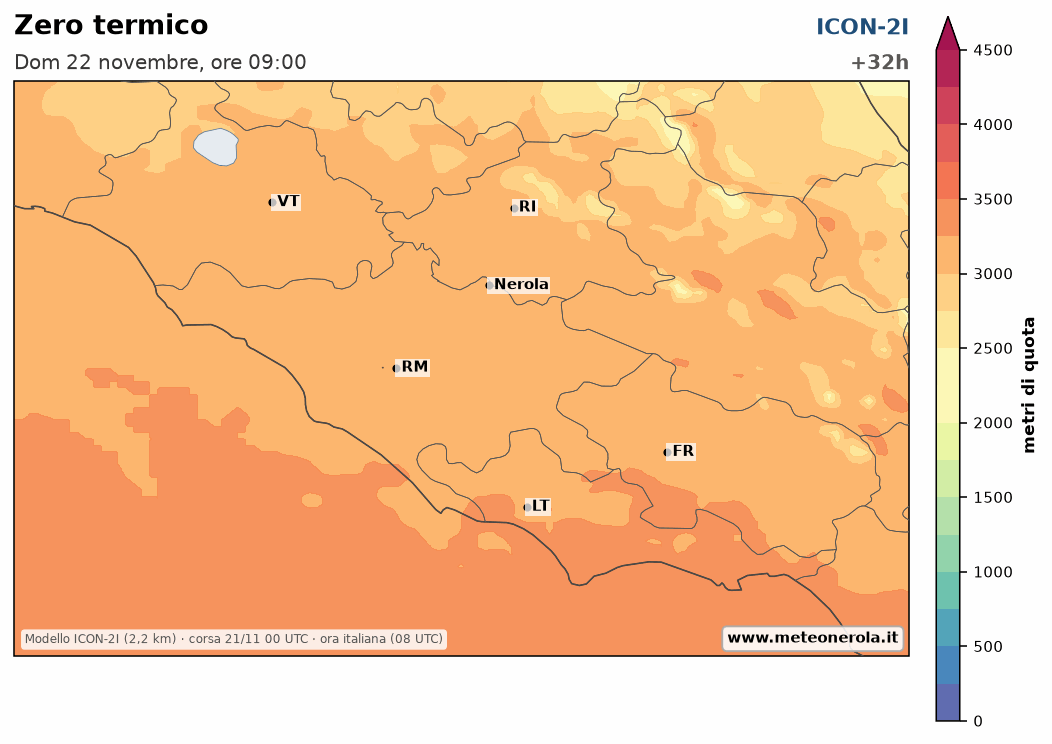 Zero termico
ICON-2I
Dom 22 novembre, ore 09:00
+32h
4500
4000
3500
3000
2500
2000
1500
1000
500
0
metri di quota
VT
RI
Nerola
RM
FR
LT
Modello ICON-2I (2,2 km) · corsa 21/11 00 UTC · ora italiana (08 UTC)
www.meteonerola.it